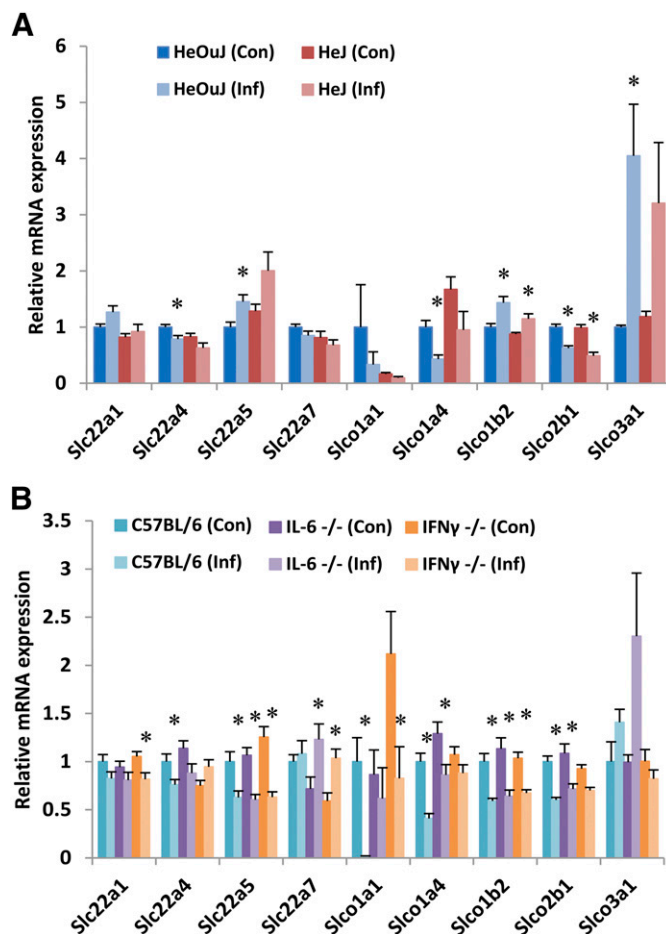 A
6
5
4
3
2
1
0
Relative mRNA expression
HeOuJ (Con) HeJ (Con)
HeOuJ (Inf) HeJ (Inf)
* * * * * * * *
Slc22a1 Slc22a4 Slc22a5 Slc22a7 Slco1a1 Slco1a4 Slco1b2 Slco2b1 Slco3a1
B
3.5
3
2.5
2
1.5
1
0.5
0
Relative mRNA expression
C57BL/6 (Con) IL-6 -/- (Con) IFNγ -/- (Con)
C57BL/6 (Inf) IL-6 -/- (Inf) IFNγ -/- (Inf)
* * * * * * * * * * * * * * * *
Slc22a1 Slc22a4 Slc22a5 Slc22a7 Slco1a1 Slco1a4 Slco1b2 Slco2b1 Slco3a1